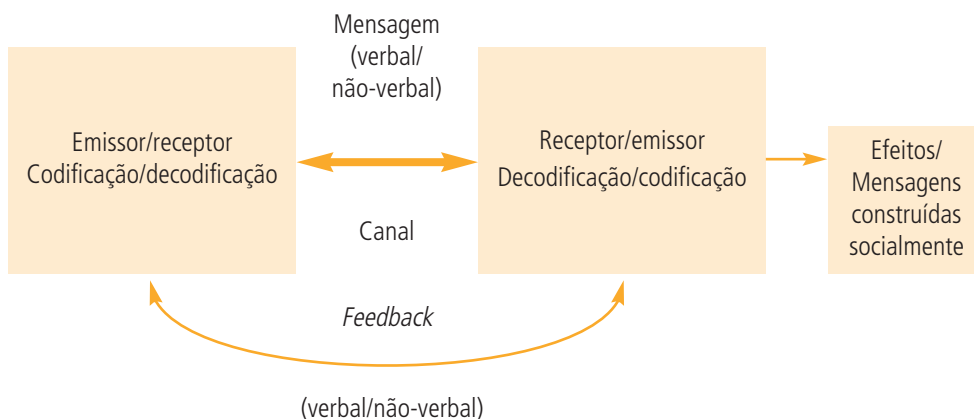 Mensagem
(verbal/
não-verbal)
Emissor/receptor
Codificação/decodificação
Receptor/emissor
Decodificação/codificação
Efeitos/
Mensagens
construídas
socialmente
Canal
Feedback
(verbal/não-verbal)